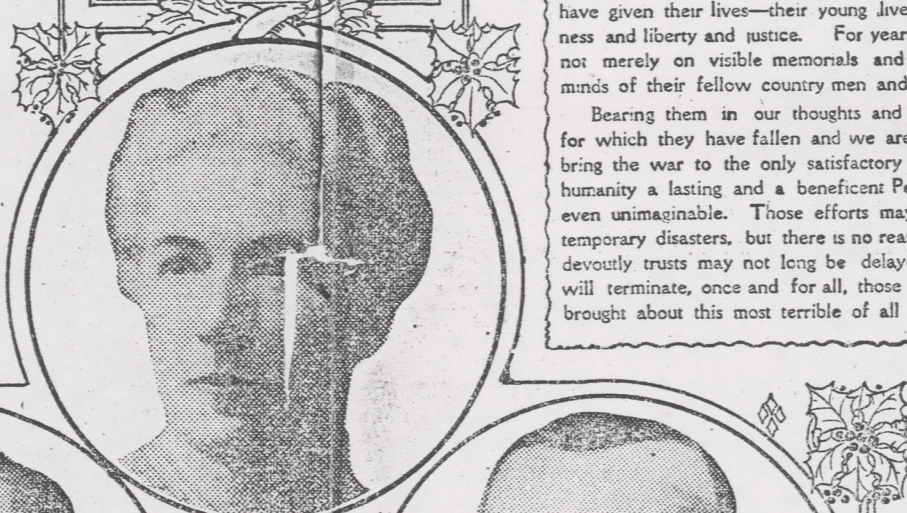 have given their lives—their young live
ness and liberty and justice. For year
not merely on visible memorials and
minds of their fellow country men and
Bearing them in our thoughts and
for which they have fallen and we are
bring the war to the only satisfactory
humanity a lasting and a beneficent Pe
even unimaginable. Those efforts may
temporary disasters, but there is no rea
devoutly trusts may not long be delaye
will terminate, once and for all, those
brought about this most terrible of all